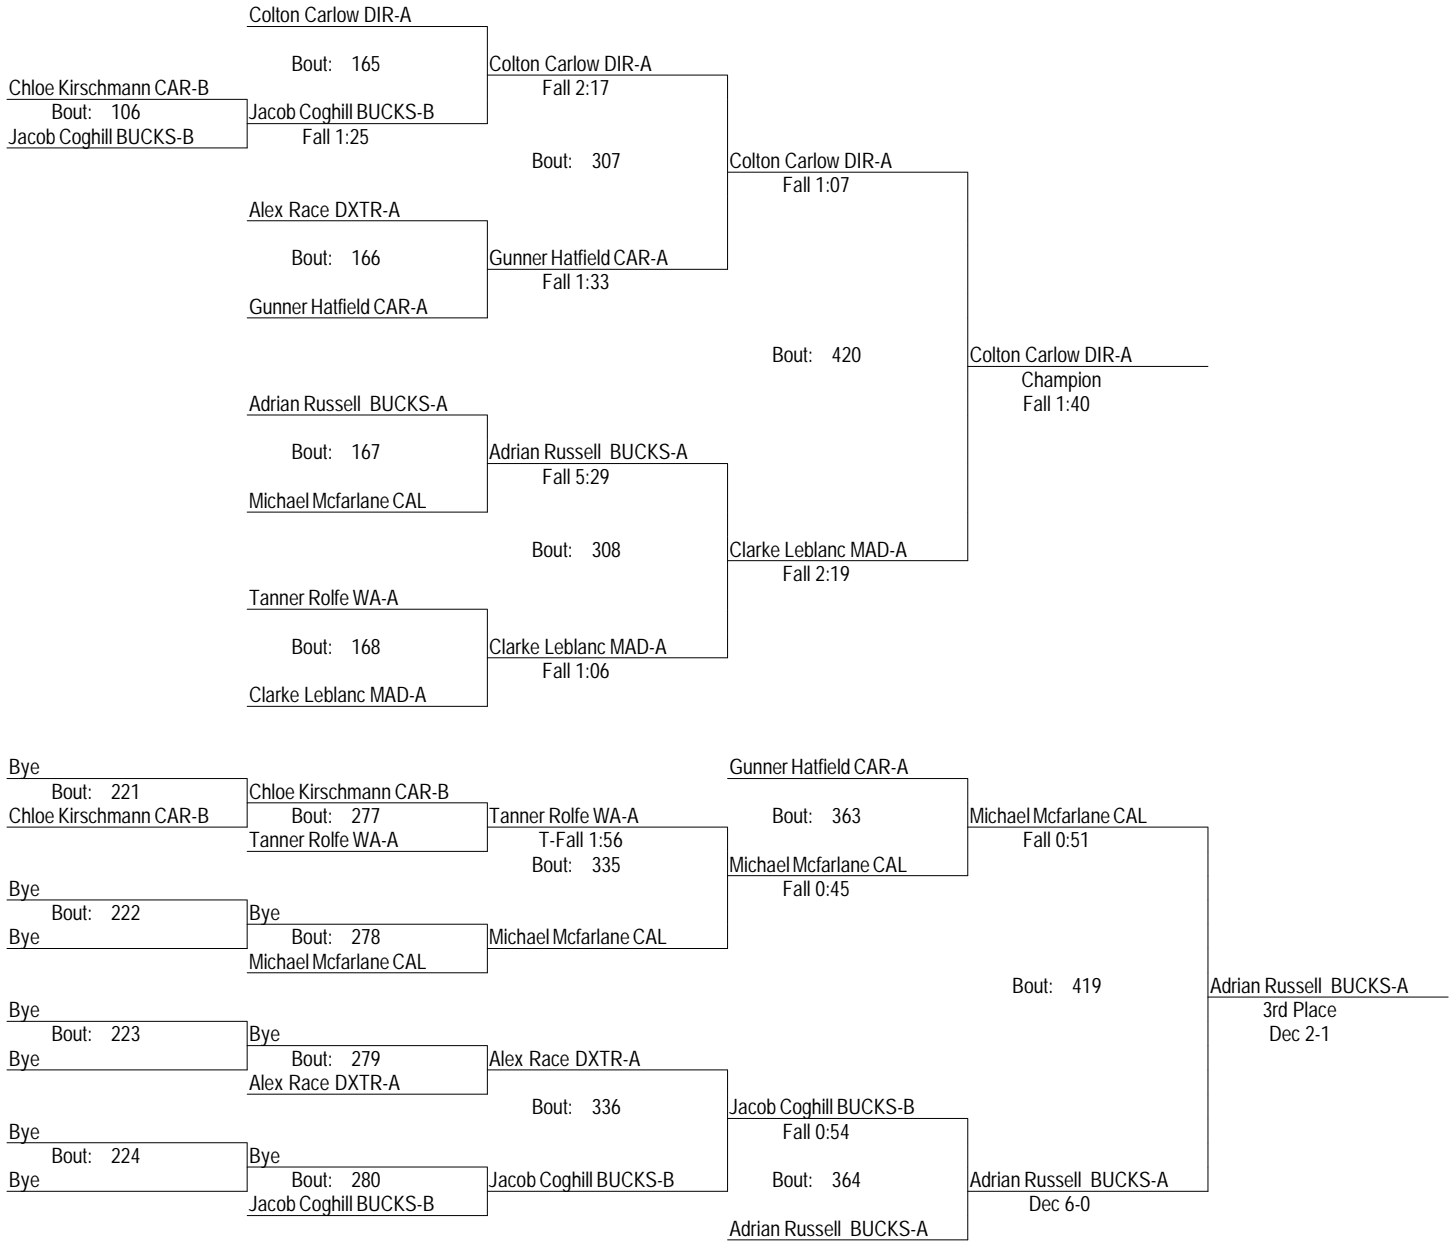 Colton Carlow DIR-A
Bout: 165
Colton Carlow DIR-A
Fall 2:17
Chloe Kirschmann CAR-B
Bout: 106
Jacob Coghill BUCKS-B
Jacob Coghill BUCKS-B
Fall 1:25
Bout: 307
Colton Carlow DIR-A
Fall 1:07
Alex Race DXTR-A
Bout: 166
Gunner Hatfield CAR-A
Fall 1:33
Gunner Hatfield CAR-A
Bout: 420
Colton Carlow DIR-A
Champion
Fall 1:40
Adrian Russell BUCKS-A
Bout: 167
Adrian Russell BUCKS-A
Fall 5:29
Michael Mcfarlane CAL
Bout: 308
Clarke Leblanc MAD-A
Fall 2:19
Tanner Rolfe WA-A
Bout: 168
Clarke Leblanc MAD-A
Fall 1:06
Clarke Leblanc MAD-A
Bye
Bout: 221
Chloe Kirschmann CAR-B
Chloe Kirschmann CAR-B
Bout: 277
Tanner Rolfe WA-A
Tanner Rolfe WA-A
T-Fall 1:56
Bout: 335
Gunner Hatfield CAR-A
Bout: 363
Michael Mcfarlane CAL
Fall 0:45
Michael Mcfarlane CAL
Fall 0:51
Bye
Bout: 222
Bye
Bye
Bout: 278
Michael Mcfarlane CAL
Michael Mcfarlane CAL
Bout: 419
Adrian Russell BUCKS-A
3rd Place
Dec 2-1
Bye
Bout: 223
Bye
Bye
Bout: 279
Alex Race DXTR-A
Alex Race DXTR-A
Bout: 336
Jacob Coghill BUCKS-B
Fall 0:54
Bye
Bout: 224
Bye
Bye
Bout: 280
Jacob Coghill BUCKS-B
Jacob Coghill BUCKS-B
Bout: 364
Adrian Russell BUCKS-A
Dec 6-0
Adrian Russell BUCKS-A